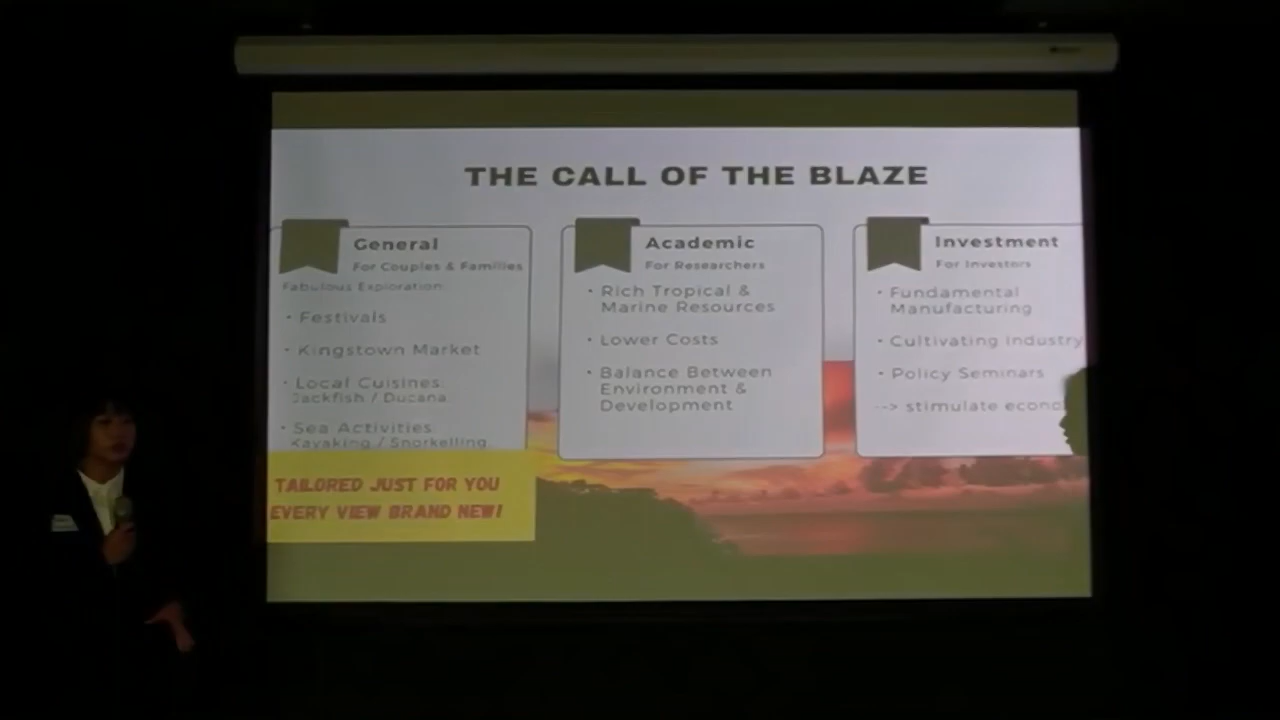 THE CALL OF THE BLAZE
General
For Couples & Families
Fabulous Exploration:
• Festivals
• Kingstown Market
• Local Cuisines:
Jackfish / Ducana
• Sea Activities:
Kayaking / Snorkelling
TAILORED JUST FOR YOU
EVERY VIEW BRAND NEW!
Academic
For Researchers
• Rich Tropical &
Marine Resources
• Lower Costs
• Balance Between
Environment &
Development
Investment
For Investors
• Fundamental
Manufacturing
• Cultivating Industry
• Policy Seminars
--> stimulate econo